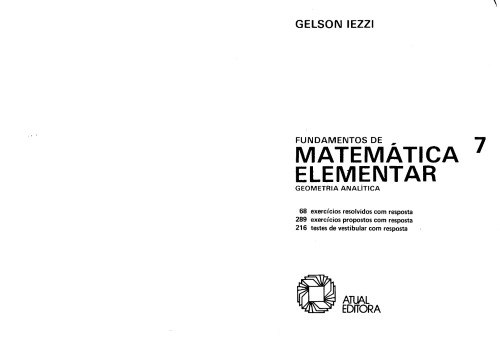 GELSON IEZZI
FUNDAMENTOS DE
MATEMÁTICA 7
ELEMENTAR
GEOMETRIA ANALÍTICA
68 exercícios resolvidos com resposta
289 exercícios propostos com resposta
216 testes de vestibular com resposta
ATUAL
EDITORA